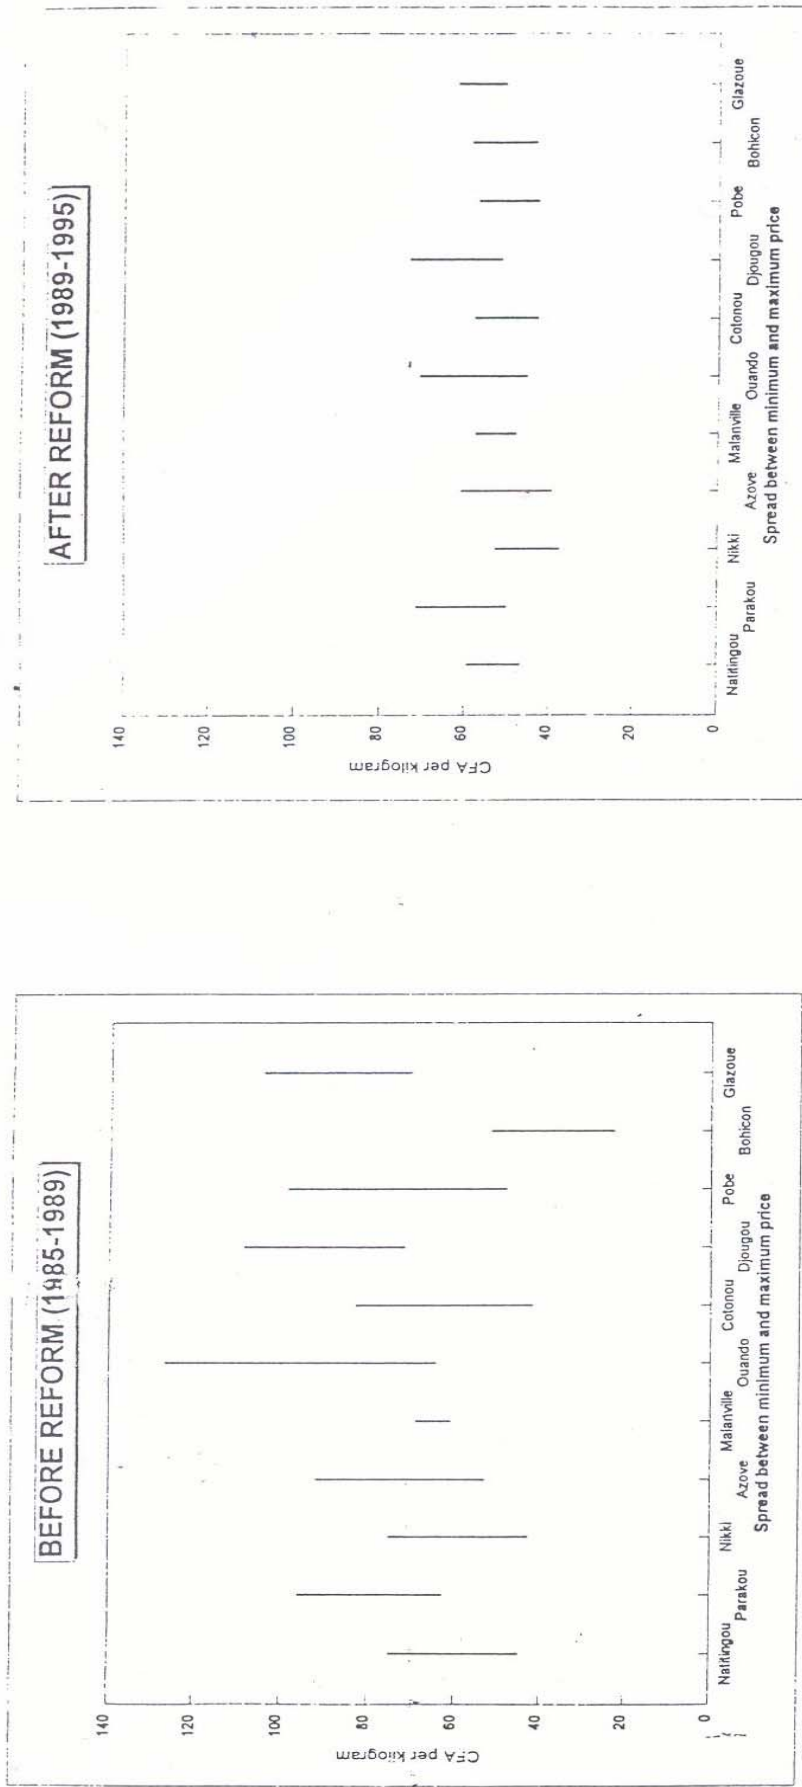 BEFORE REFORM (1985-1989)
CFA per kilogram
140
120
100
80
60
40
20
0
Natitingou
Parakou
Nikki
Azove
Malanville
Ouando
Cotonou
Djougou
Pobe
Bohicon
Glazoue
Spread between minimum and maximum price
AFTER REFORM (1989-1995)
CFA per kilogram
140
120
100
80
60
40
20
0
Natitingou
Parakou
Nikki
Azove
Malanville
Ouando
Cotonou
Djougou
Pobe
Bohicon
Glazoue
Spread between minimum and maximum price